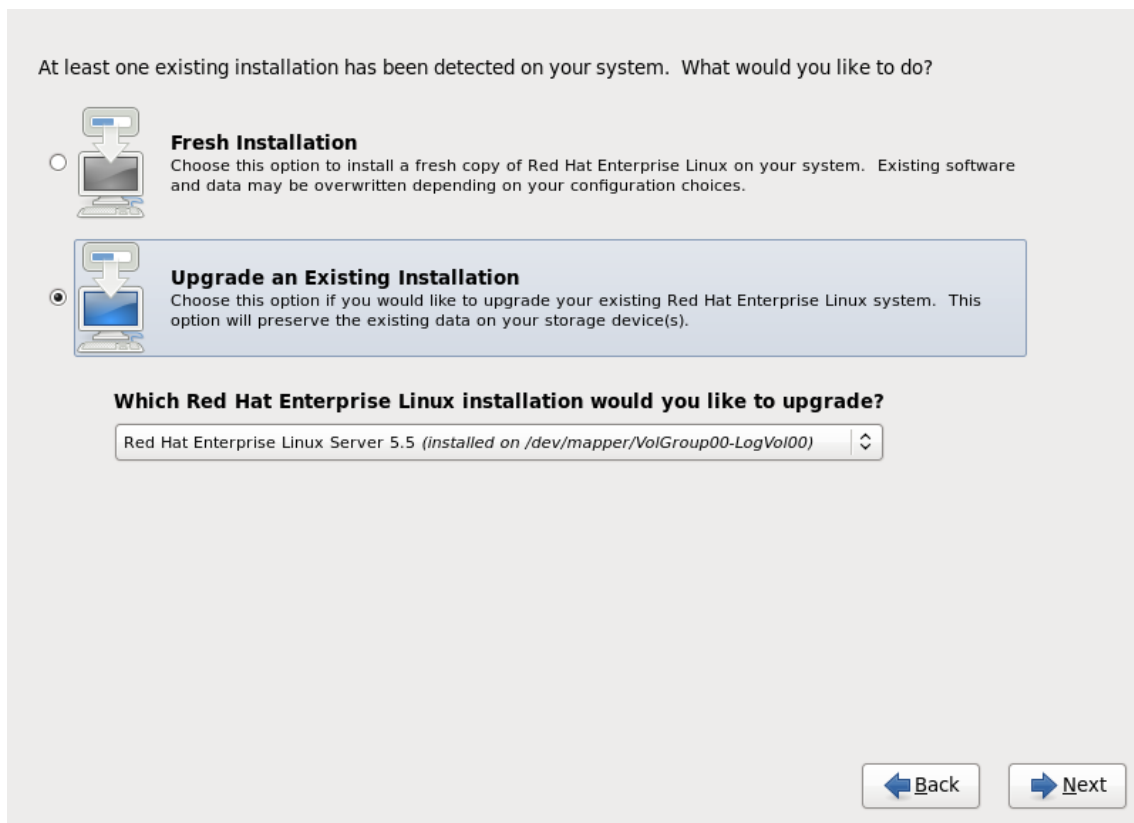 At least one existing installation has been detected on your system.  What would you like to do?
Fresh Installation
Choose this option to install a fresh copy of Red Hat Enterprise Linux on your system.  Existing software
and data may be overwritten depending on your configuration choices.
Upgrade an Existing Installation
Choose this option if you would like to upgrade your existing Red Hat Enterprise Linux system.  This
option will preserve the existing data on your storage device(s).
Which Red Hat Enterprise Linux installation would you like to upgrade?
Red Hat Enterprise Linux Server 5.5 (installed on /dev/mapper/VolGroup00-LogVol00)
Back
Next